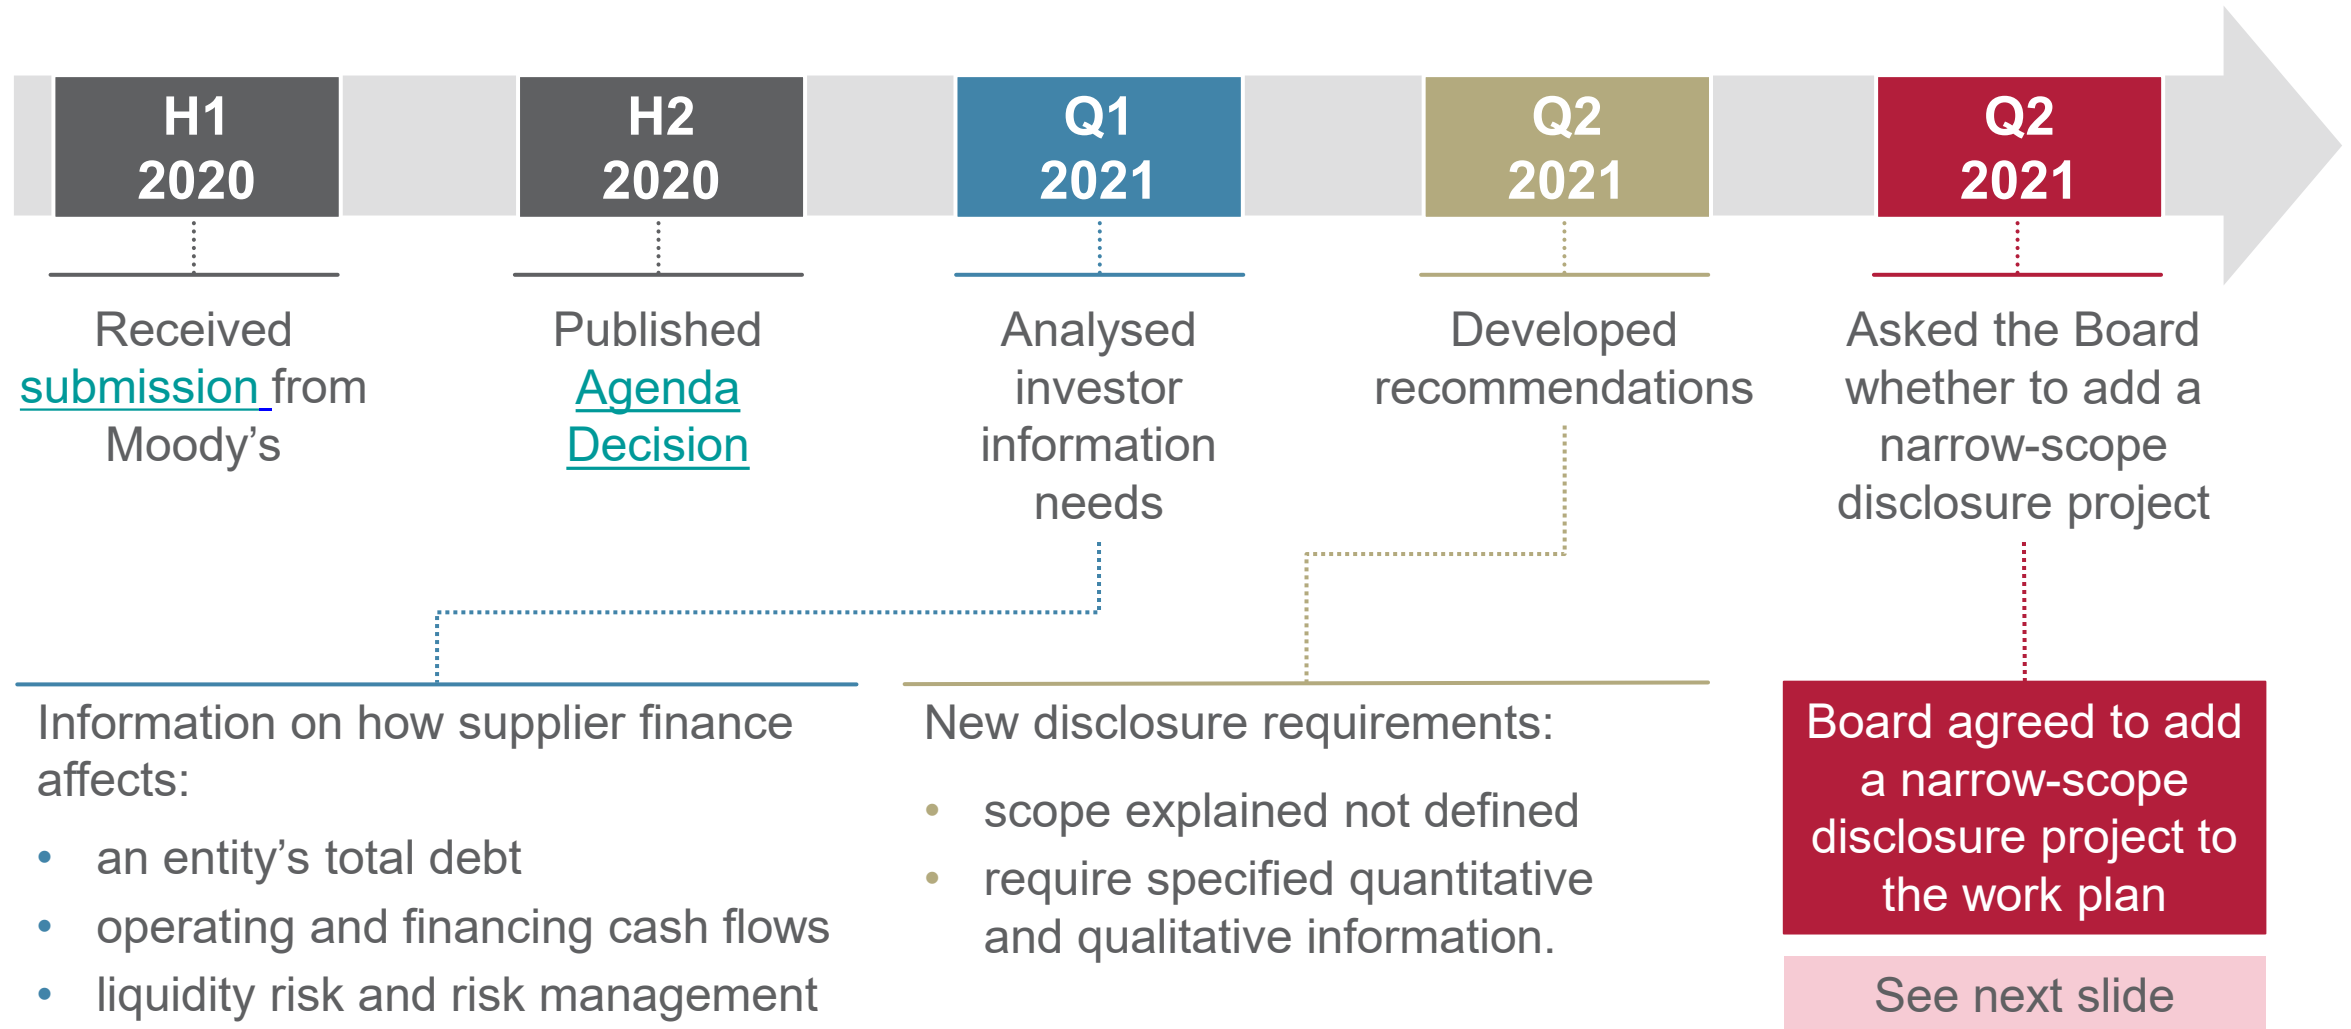 H1
2020
H2
2020
Q1
2021
Q2
2021
Q2
2021
Received
submission from
Moody’s
Published
Agenda
Decision
Analysed
investor
information
needs
Developed
recommendations
Asked the Board
whether to add a
narrow-scope
disclosure project
Information on how supplier finance
affects:
• an entity’s total debt
• operating and financing cash flows
• liquidity risk and risk management
New disclosure requirements:
• scope explained not defined
• require specified quantitative
and qualitative information.
Board agreed to add
a narrow-scope
disclosure project to
the work plan
See next slide